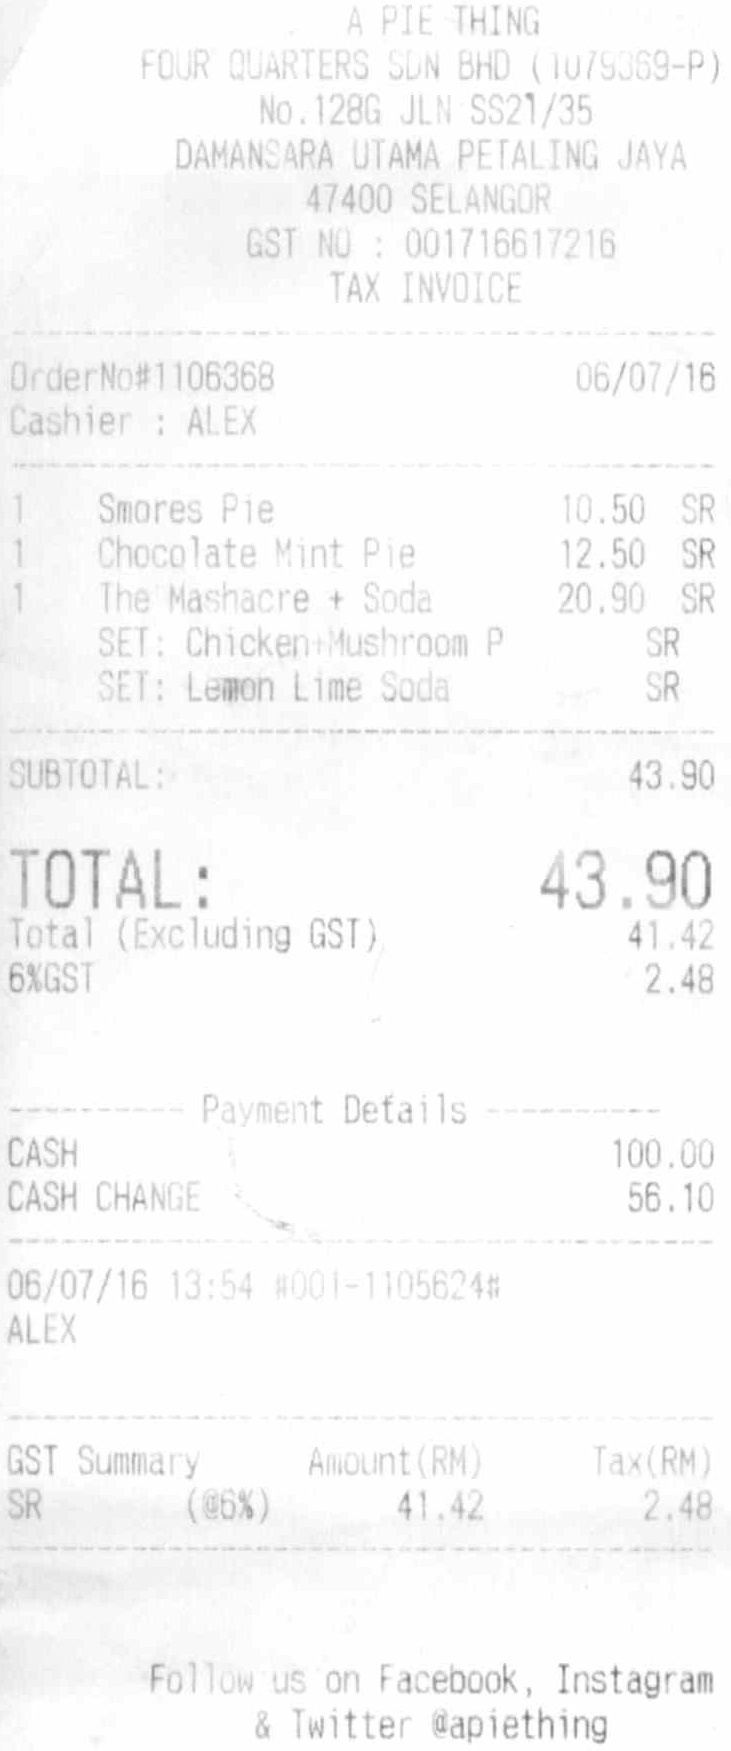 A PIE THING
FOUR QUARTERS SDN BHD (1079369-P)
No.128G JLN SS21/35
DAMANSARA UTAMA PETALING JAYA
47400 SELANGOR
GST NO : 001716617216
TAX INVOICE
OrderNo#1106368 06/07/16
Cashier : ALEX
1 Smores Pie 10.50 SR
1 Chocolate Mint Pie 12.50 SR
1 The Mashacre + Soda 20.90 SR
SET: Chicken+Mushroom P SR
SET: Lemon Lime Soda SR
SUBTOTAL: 43.90
TOTAL: 43.90
Total (Excluding GST) 41.42
6%GST 2.48
---------- Payment Details ----------
CASH 100.00
CASH CHANGE 56.10
06/07/16 13:54 #001-1105624#
ALEX
GST Summary Amount(RM) Tax(RM)
SR (@6%) 41.42 2.48
Follow us on Facebook, Instagram
& Twitter @apiething